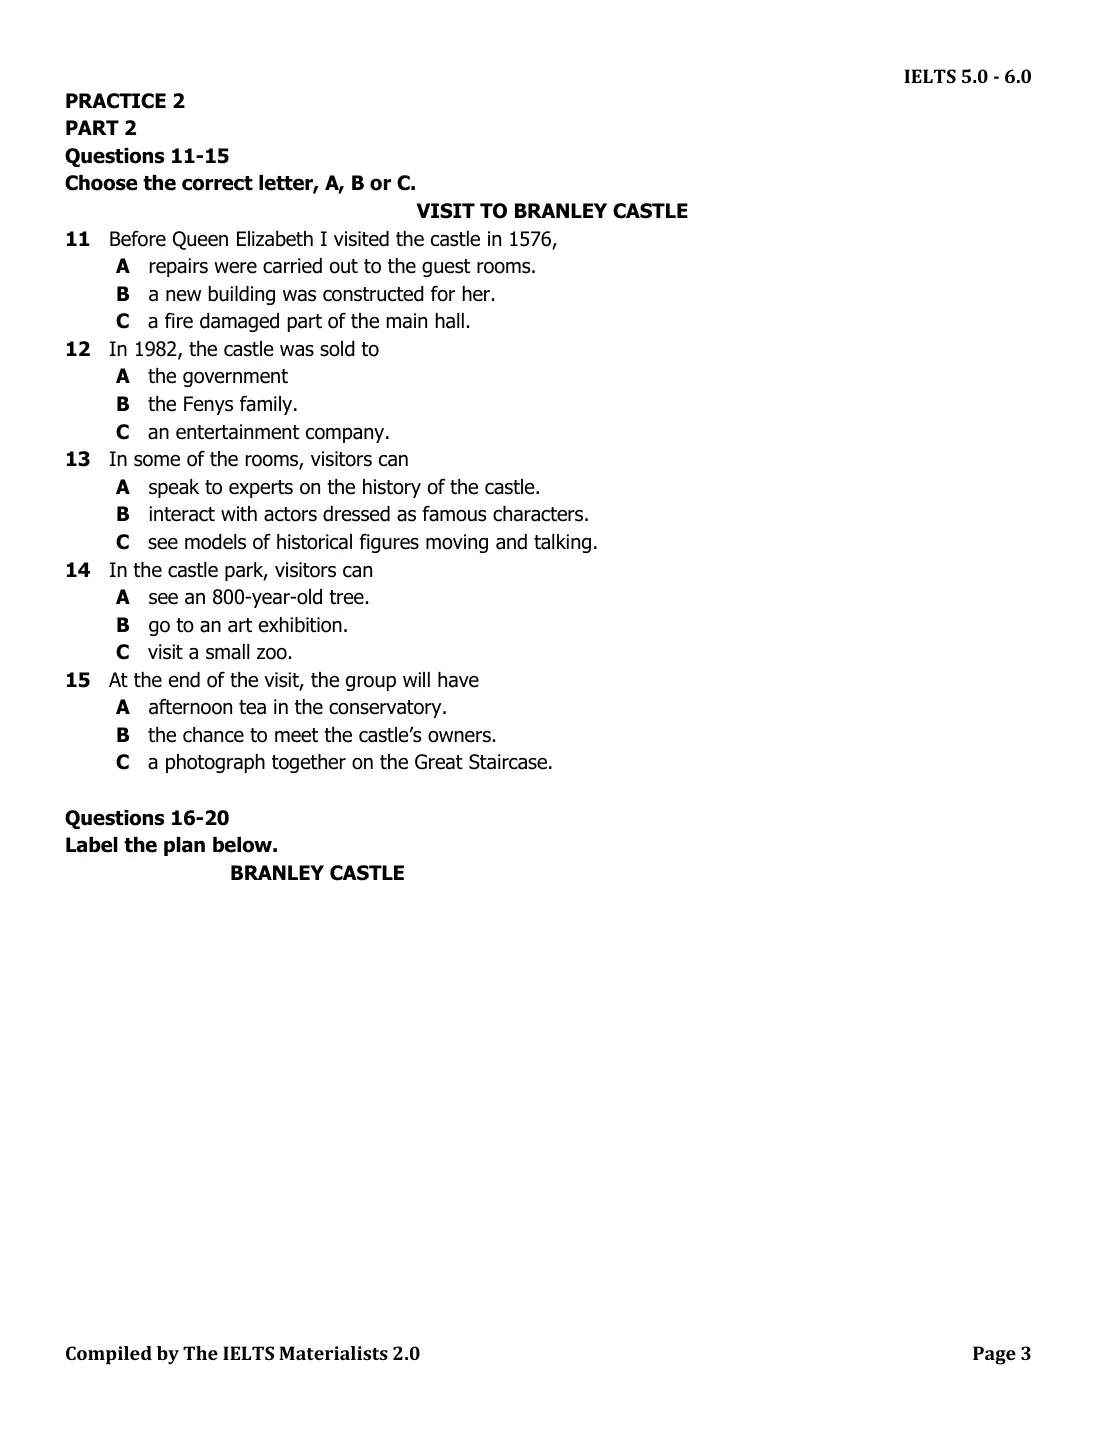 IELTS 5.0 - 6.0
PRACTICE 2
PART 2
Questions 11-15
Choose the correct letter, A, B or C.
VISIT TO BRANLEY CASTLE
11 Before Queen Elizabeth I visited the castle in 1576,
A repairs were carried out to the guest rooms.
B a new building was constructed for her.
C a fire damaged part of the main hall.
12 In 1982, the castle was sold to
A the government
B the Fenys family.
C an entertainment company.
13 In some of the rooms, visitors can
A speak to experts on the history of the castle.
B interact with actors dressed as famous characters.
C see models of historical figures moving and talking.
14 In the castle park, visitors can
A see an 800-year-old tree.
B go to an art exhibition.
C visit a small zoo.
15 At the end of the visit, the group will have
A afternoon tea in the conservatory.
B the chance to meet the castle’s owners.
C a photograph together on the Great Staircase.
Questions 16-20
Label the plan below.
BRANLEY CASTLE
Compiled by The IELTS Materialists 2.0 Page 3